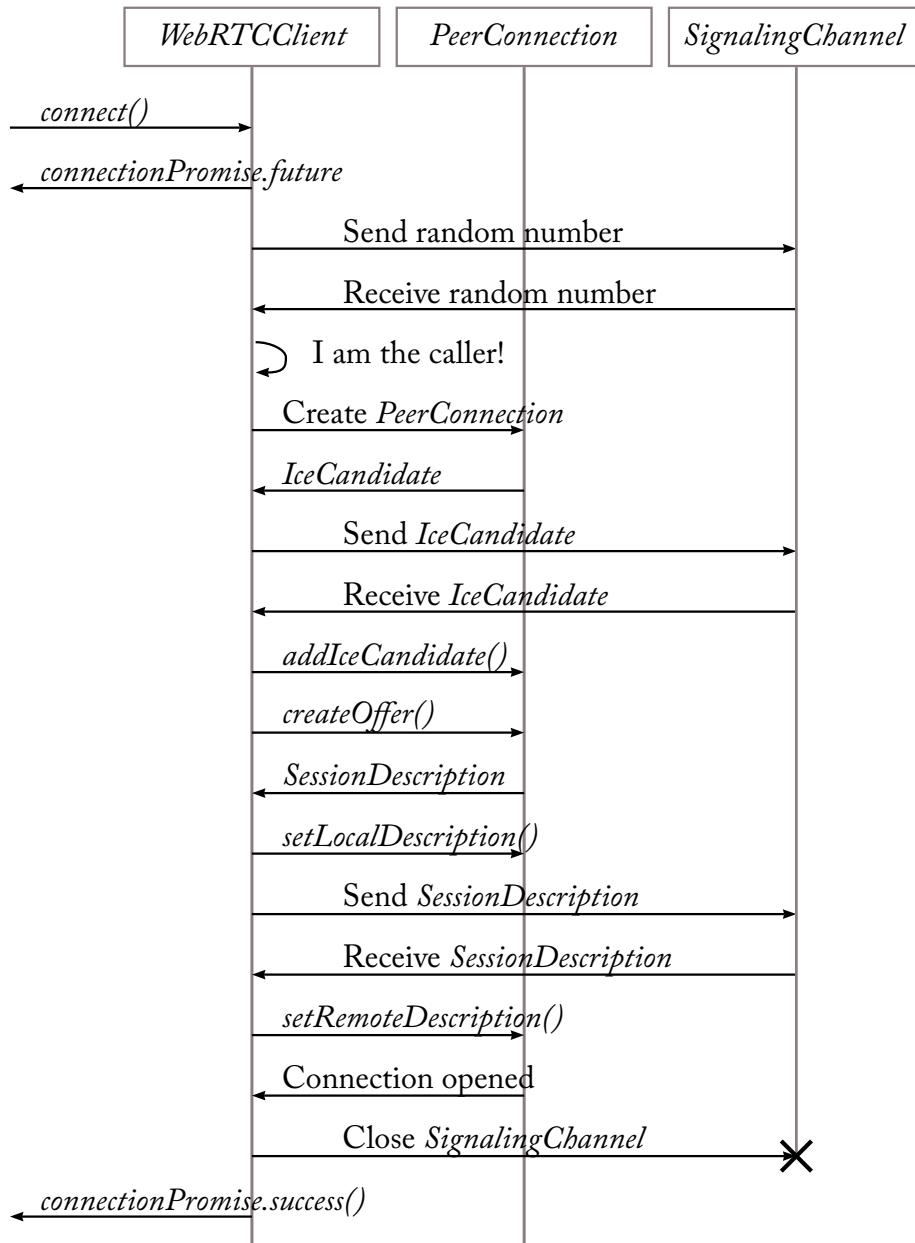 WebRTCClient
PeerConnection
SignalingChannel
connect()
connectionPromise.future
Send random number
Receive random number
I am the caller!
Create PeerConnection
IceCandidate
Send IceCandidate
Receive IceCandidate
addIceCandidate()
createOffer()
SessionDescription
setLocalDescription()
Send SessionDescription
Receive SessionDescription
setRemoteDescription()
Connection opened
Close SignalingChannel
connectionPromise.success()